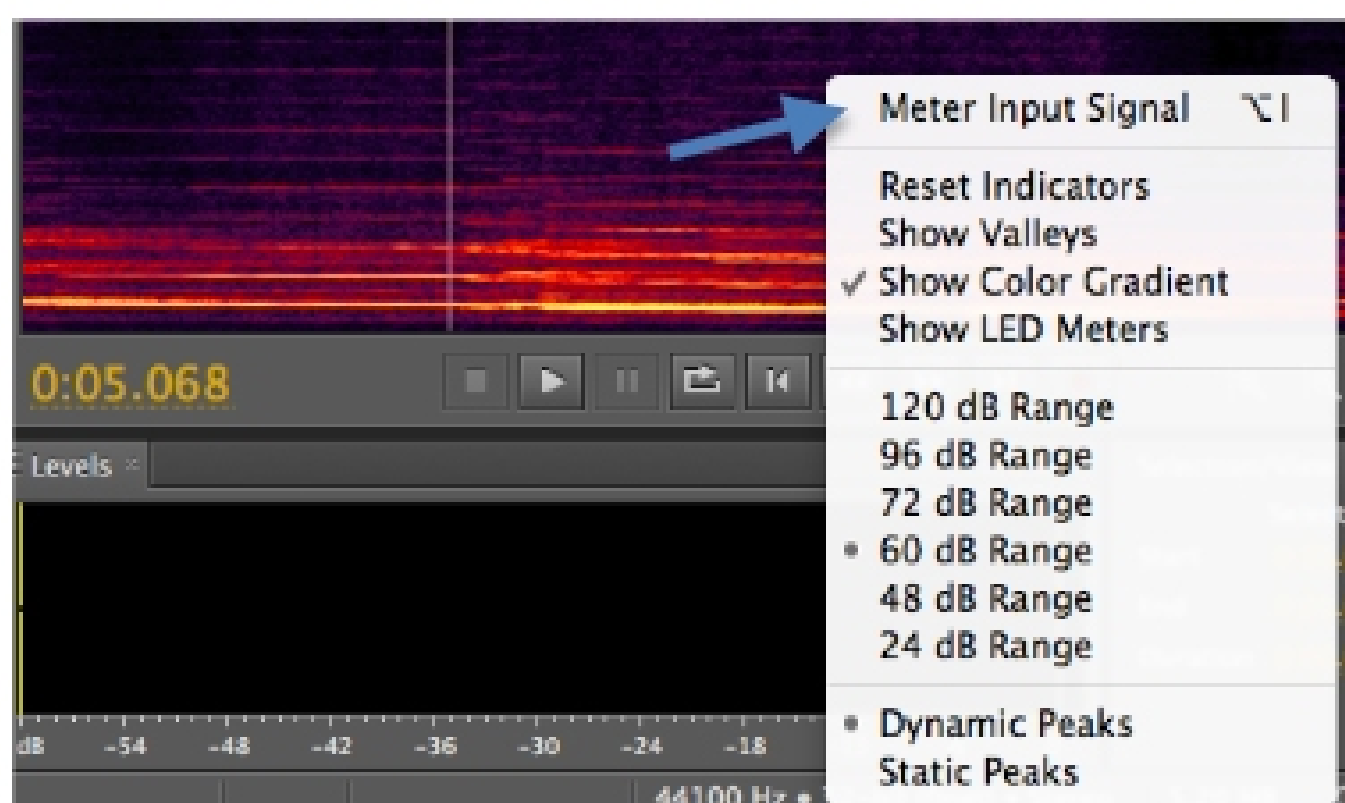 Meter Input Signal ⌥I
Reset Indicators
Show Valleys
✓ Show Color Gradient
Show LED Meters
0:05.068
120 dB Range
Levels
96 dB Range
72 dB Range
• 60 dB Range
48 dB Range
24 dB Range
• Dynamic Peaks
dB -54 -48 -42 -36 -30 -24 -18
Static Peaks
44100 Hz •